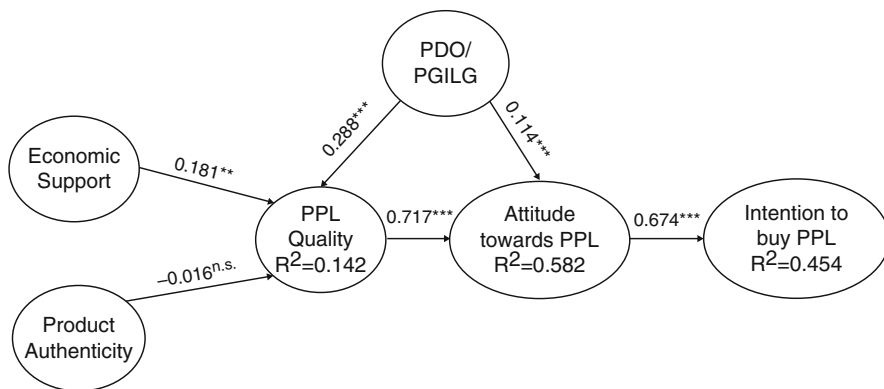 PDO/
PGILG
0.288***
0.114***
Economic
Support
0.181**
PPL
Quality
R²=0.142
0.717***
Attitude
towards PPL
R²=0.582
0.674***
Intention to
buy PPL
R²=0.454
–0.016n.s.
Product
Authenticity